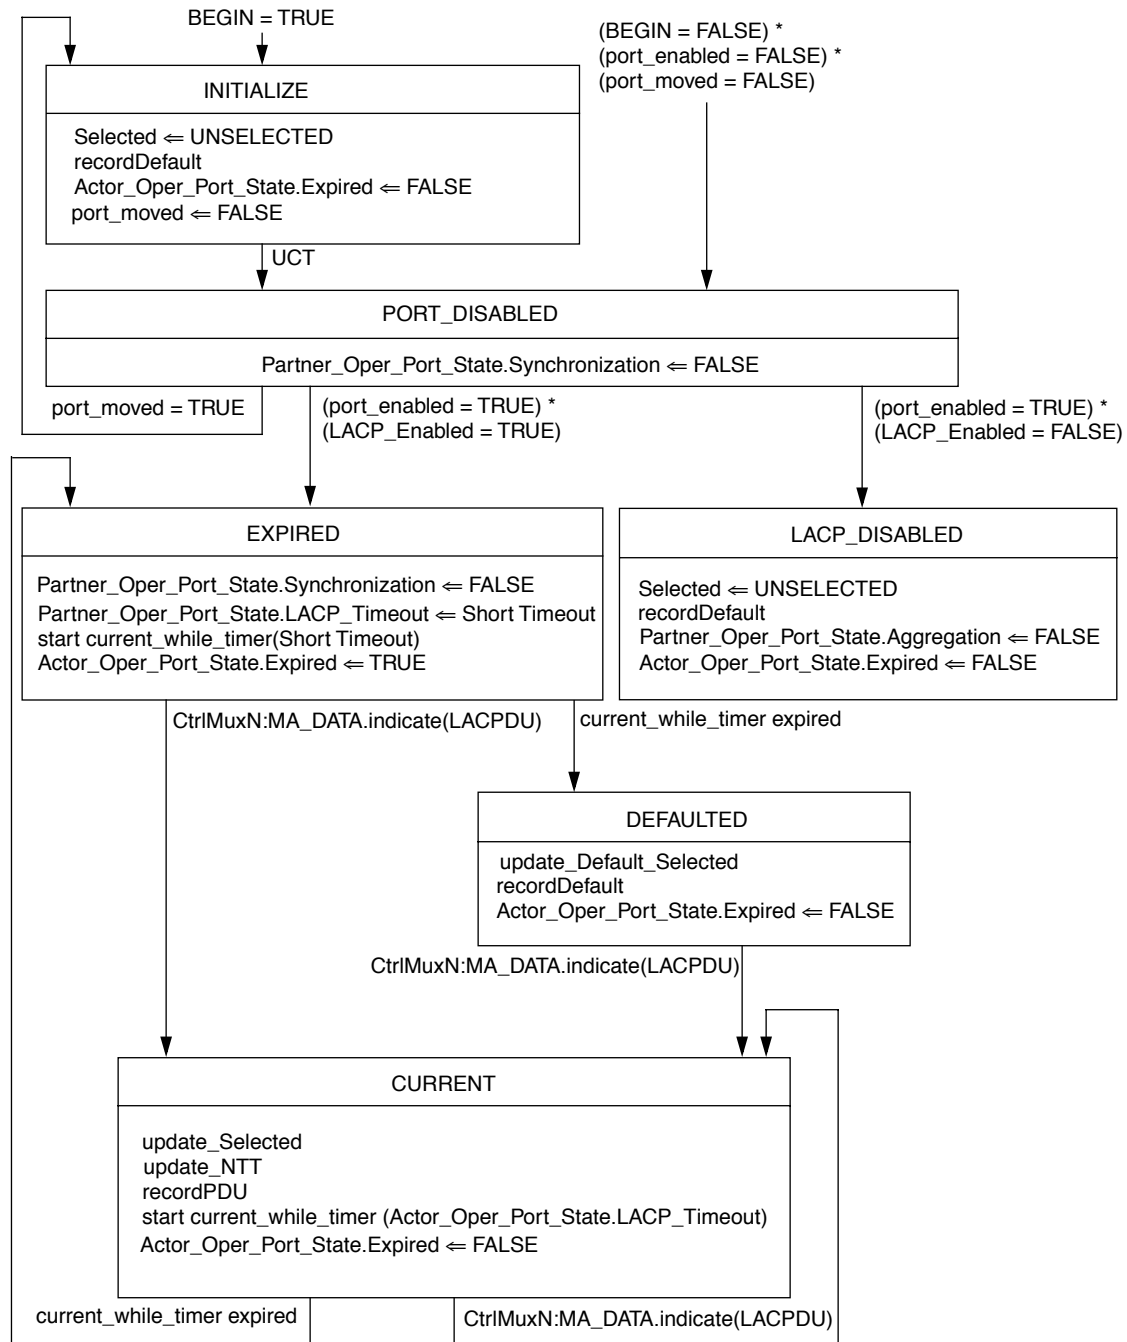 BEGIN = TRUE
(BEGIN = FALSE) *
(port_enabled = FALSE) *
(port_moved = FALSE)
INITIALIZE
Selected ⇐ UNSELECTED
recordDefault
Actor_Oper_Port_State.Expired ⇐ FALSE
port_moved ⇐ FALSE
UCT
PORT_DISABLED
Partner_Oper_Port_State.Synchronization ⇐ FALSE
port_moved = TRUE
(port_enabled = TRUE) *
(LACP_Enabled = TRUE)
(port_enabled = TRUE) *
(LACP_Enabled = FALSE)
EXPIRED
Partner_Oper_Port_State.Synchronization ⇐ FALSE
Partner_Oper_Port_State.LACP_Timeout ⇐ Short Timeout
start current_while_timer(Short Timeout)
Actor_Oper_Port_State.Expired ⇐ TRUE
LACP_DISABLED
Selected ⇐ UNSELECTED
recordDefault
Partner_Oper_Port_State.Aggregation ⇐ FALSE
Actor_Oper_Port_State.Expired ⇐ FALSE
CtrlMuxN:MA_DATA.indicate(LACPDU)
current_while_timer expired
DEFAULTED
update_Default_Selected
recordDefault
Actor_Oper_Port_State.Expired ⇐ FALSE
CtrlMuxN:MA_DATA.indicate(LACPDU)
CURRENT
update_Selected
update_NTT
recordPDU
start current_while_timer (Actor_Oper_Port_State.LACP_Timeout)
Actor_Oper_Port_State.Expired ⇐ FALSE
current_while_timer expired
CtrlMuxN:MA_DATA.indicate(LACPDU)